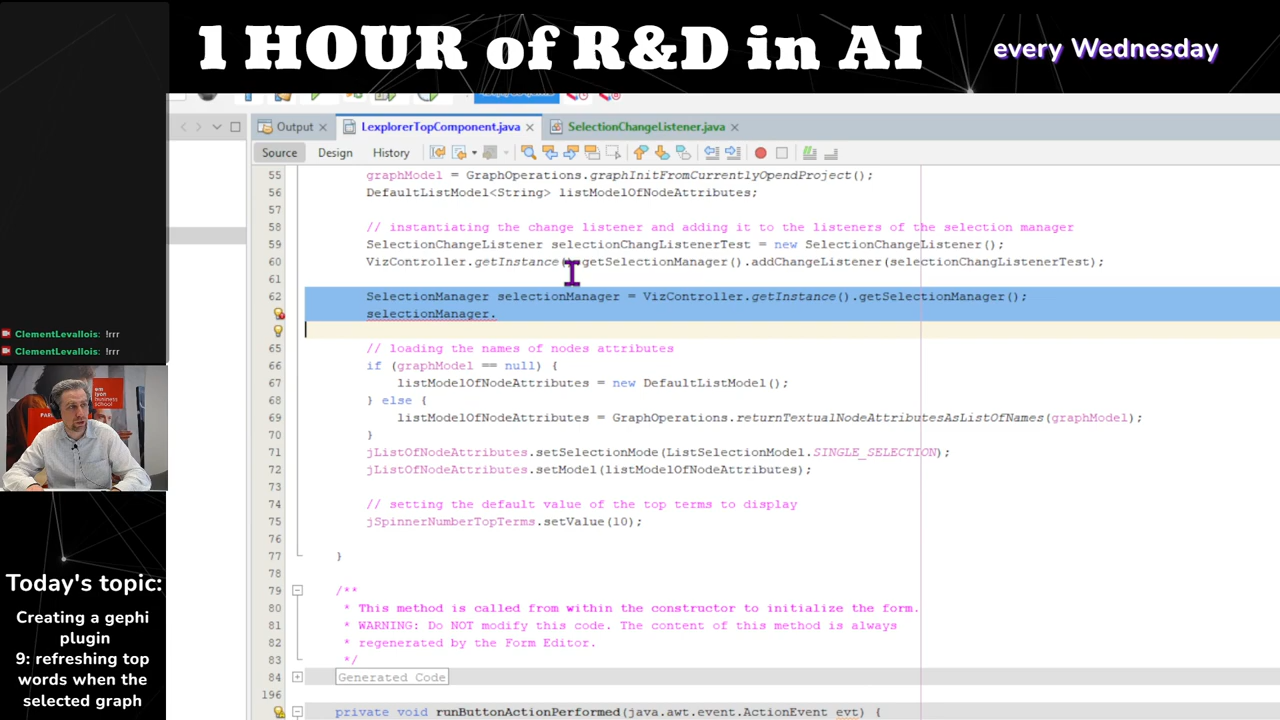 1 HOUR of R&D in AI
every Wednesday
Output
LexplorerTopComponent.java
SelectionChangeListener.java
Source
Design
History
55 graphModel = GraphOperations.graphInitFromCurrentlyOpendProject();
56 DefaultListModel<String> listModelOfNodeAttributes;
57
58 // instantiating the change listener and adding it to the listeners of the selection manager
59 SelectionChangeListener selectionChangListenerTest = new SelectionChangeListener();
60 VizController.getInstance().getSelectionManager().addChangeListener(selectionChangListenerTest);
61
62 SelectionManager selectionManager = VizController.getInstance().getSelectionManager();
selectionManager.
65 // loading the names of nodes attributes
66 if (graphModel == null) {
67 listModelOfNodeAttributes = new DefaultListModel();
68 } else {
69 listModelOfNodeAttributes = GraphOperations.returnTextualNodeAttributesAsListOfNames(graphModel);
70 }
71 jListOfNodeAttributes.setSelectionMode(ListSelectionModel.SINGLE_SELECTION);
72 jListOfNodeAttributes.setModel(listModelOfNodeAttributes);
73
74 // setting the default value of the top terms to display
75 jSpinnerNumberTopTerms.setValue(10);
76
77 }
78
79 /**
80 * This method is called from within the constructor to initialize the form.
81 * WARNING: Do NOT modify this code. The content of this method is always
82 * regenerated by the Form Editor.
83 */
84 Generated Code
196
private void runButtonActionPerformed(java.awt.event.ActionEvent evt) {
ClementLevallois: !rrr
ClementLevallois: !rrr
em
lyon
business
school
Today's topic:
Creating a gephi
plugin
9: refreshing top
words when the
selected graph